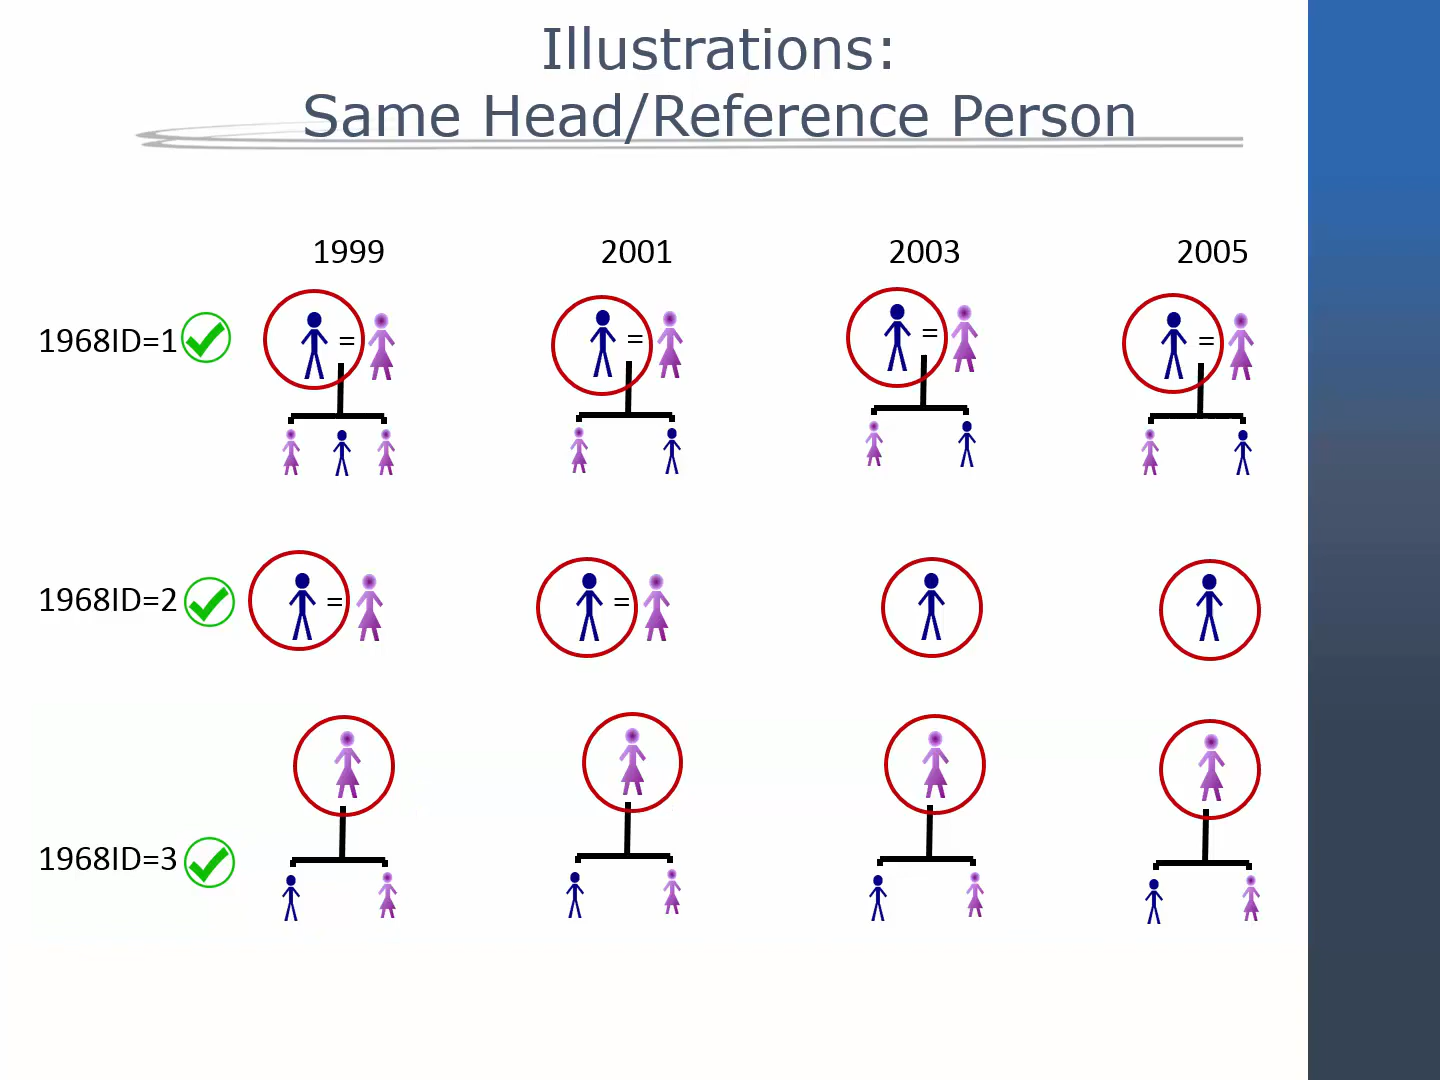 Illustrations:
Same Head/Reference Person
1999 2001 2003 2005
1968ID=1 = = = =
1968ID=2 = =
1968ID=3